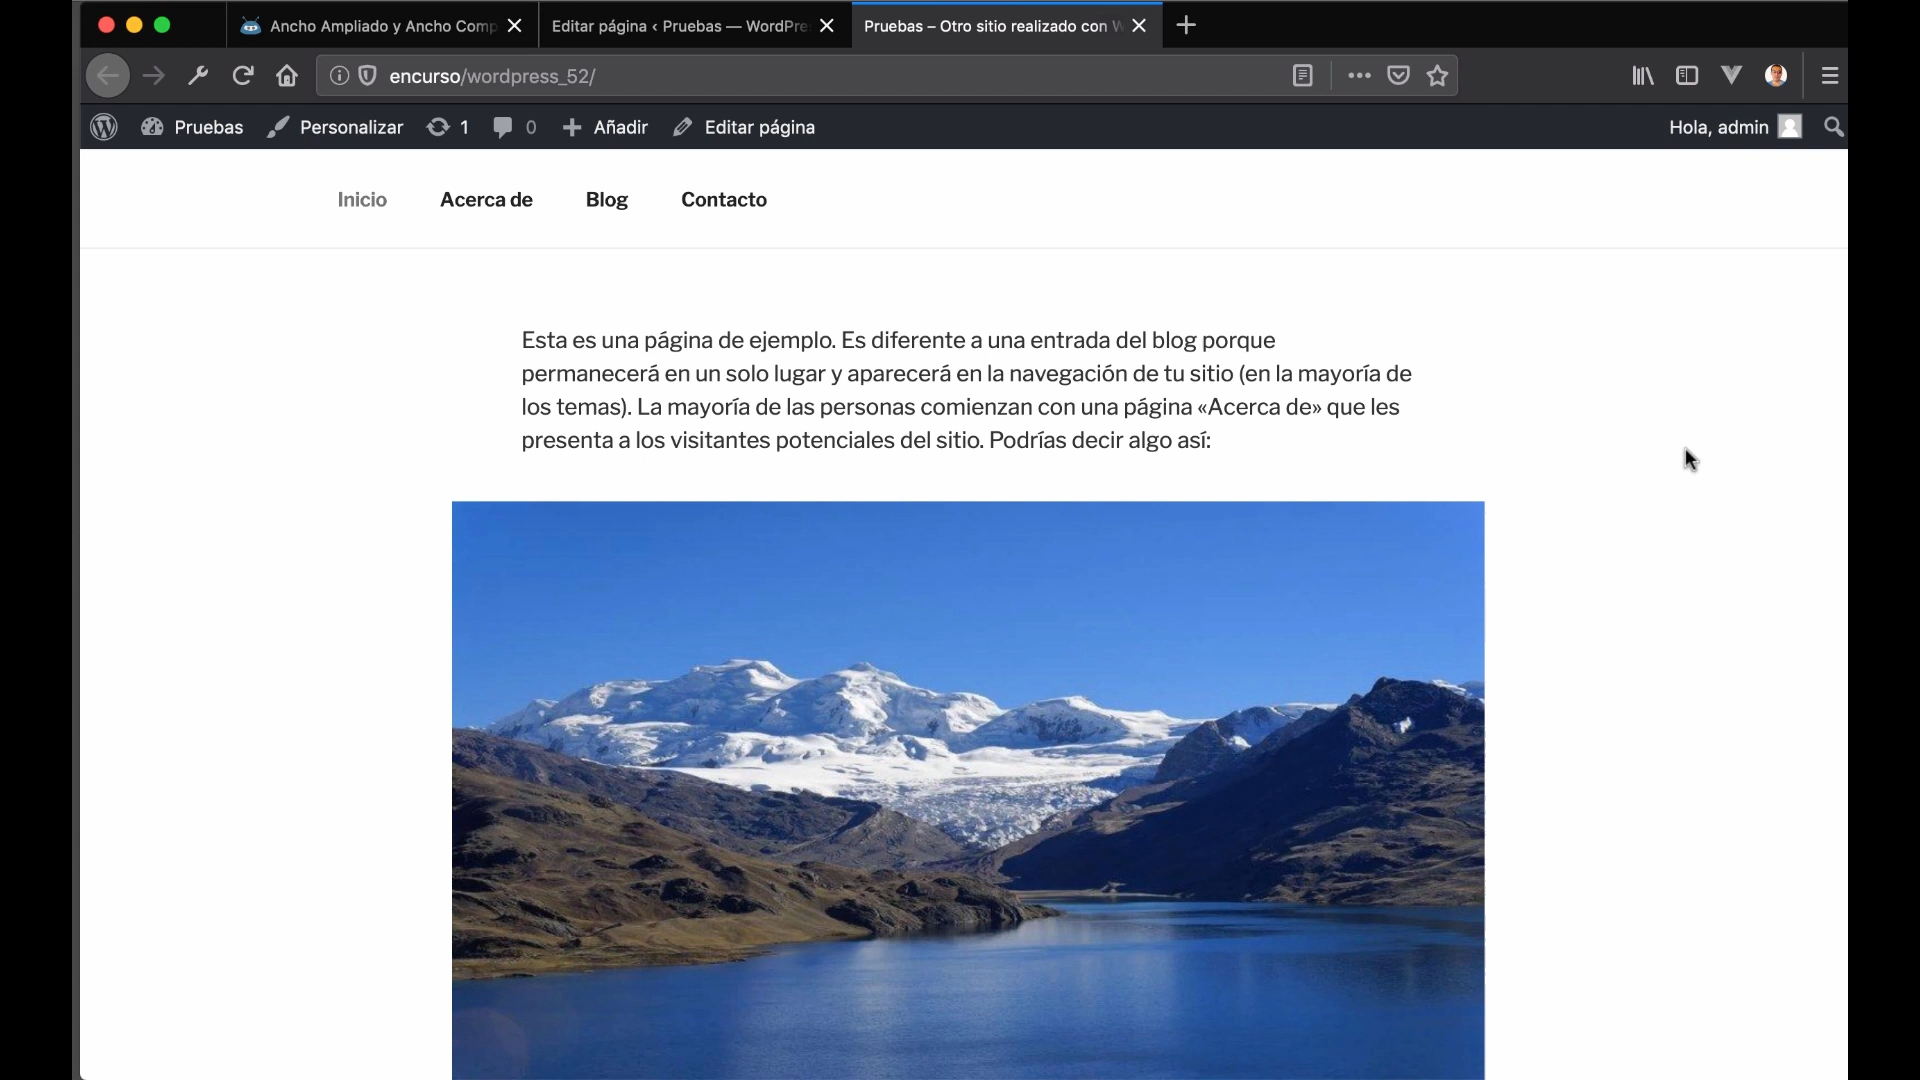 Ancho Ampliado y Ancho Comp
Editar página ‹ Pruebas — WordPre
Pruebas – Otro sitio realizado con W
encurso/wordpress_52/
Pruebas
Personalizar
1
0
Añadir
Editar página
Hola, admin
Inicio
Acerca de
Blog
Contacto
Esta es una página de ejemplo. Es diferente a una entrada del blog porque
permanecerá en un solo lugar y aparecerá en la navegación de tu sitio (en la mayoría de
los temas). La mayoría de las personas comienzan con una página «Acerca de» que les
presenta a los visitantes potenciales del sitio. Podrías decir algo así: